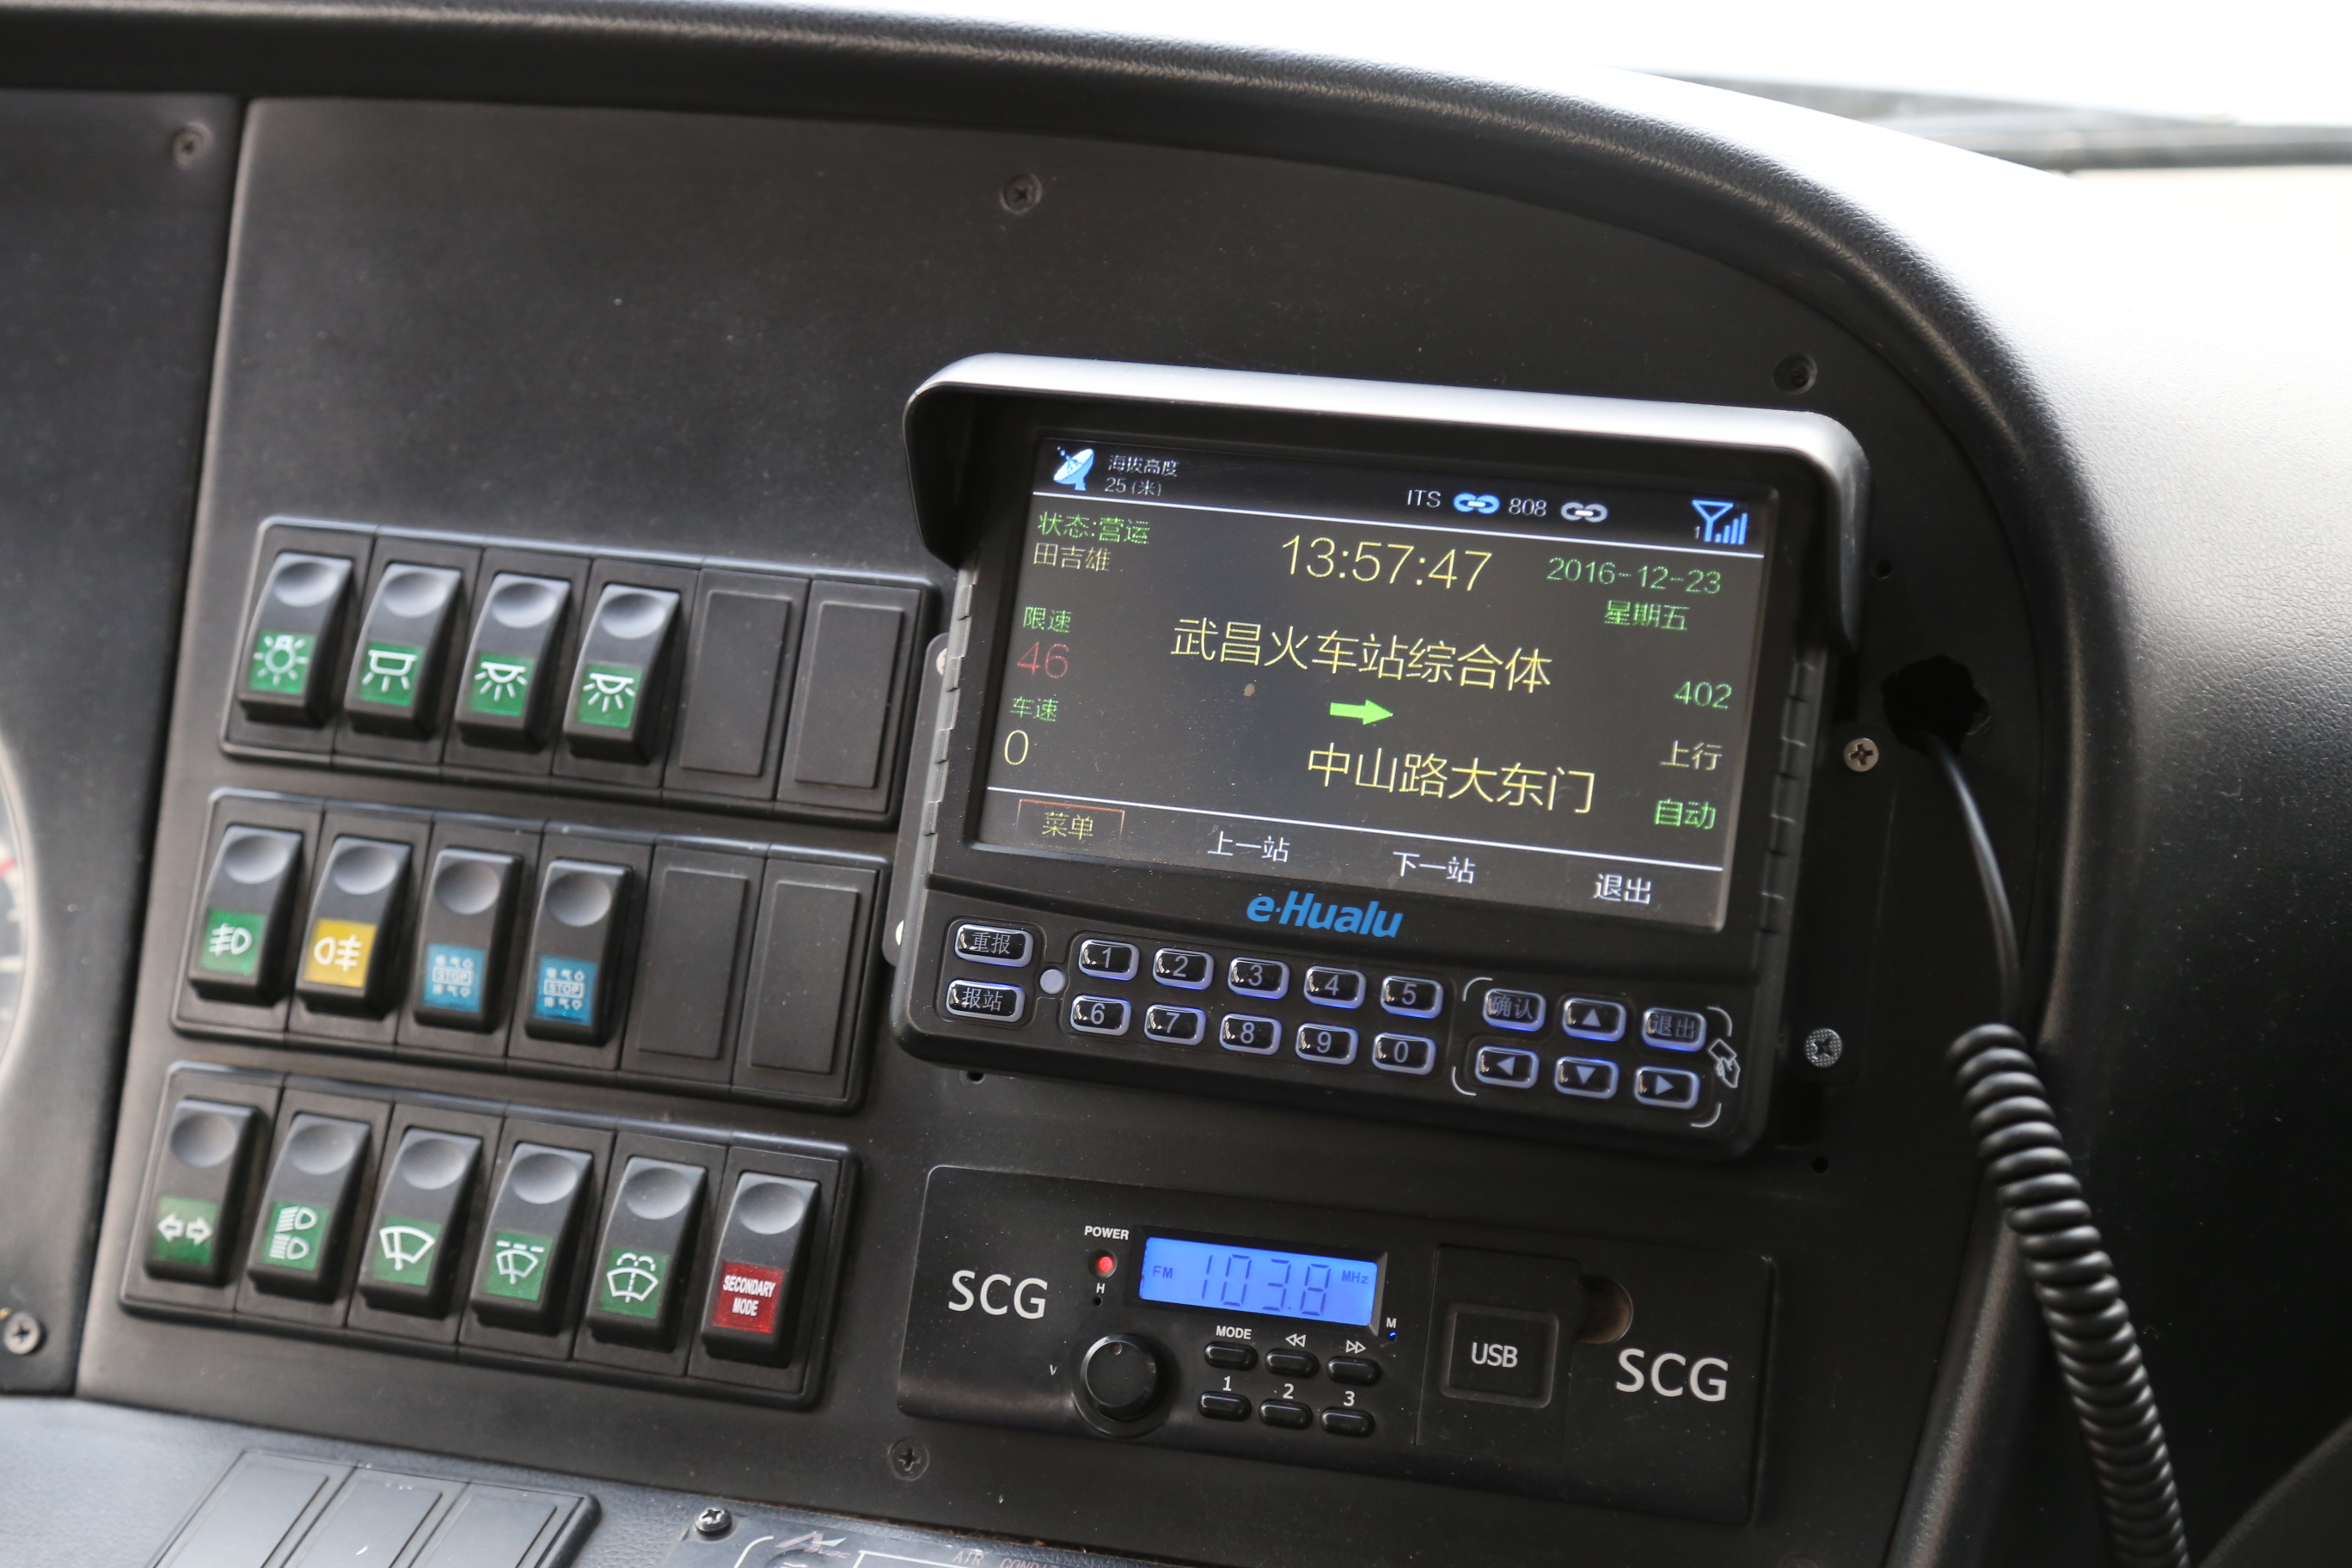 海拔高度
25 (米)
ITS 808
1
状态:营运
田吉雄
13:57:47
2016-12-23
星期五
限速
46
武昌火车站综合体
402
车速
0
中山路大东门
上行
自动
菜单 上一站 下一站 退出
e·Hualu
重报 1 2 3 4 5 确认 退出
报站 6 7 8 9 0
STOP
STOP
SECONDARY
MODE
SCG
POWER
H
FM 103.8 MHz
M
V
MODE
1 2 3
USB
SCG
AIR